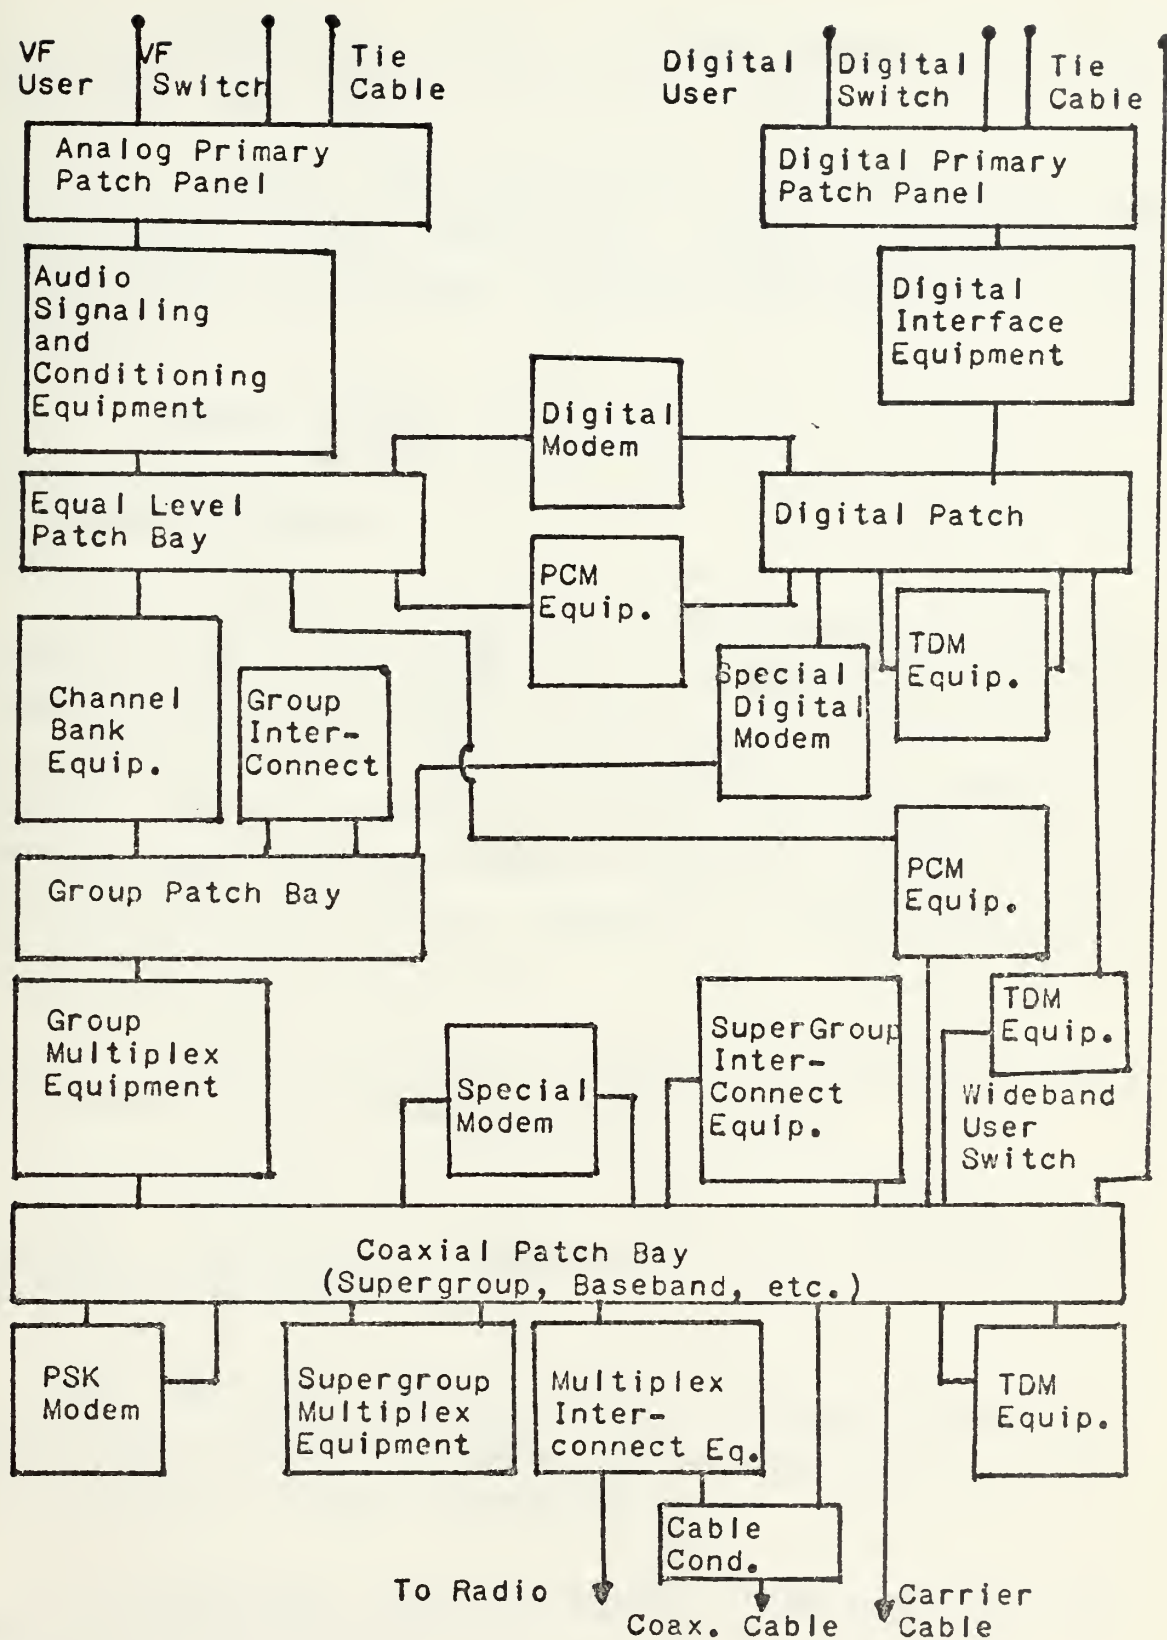 VF
User
VF
Switch
Tie
Cable
Digital
User
Digital
Switch
Tie
Cable
Analog Primary
Patch Panel
Digital Primary
Patch Panel
Audio
Signaling
and
Conditioning
Equipment
Digital
Interface
Equipment
Digital
Modem
Equal Level
Patch Bay
Digital Patch
PCM
Equip.
TDM
Equip.
Special
Digital
Modem
Channel
Bank
Equip.
Group
Inter-
Connect
PCM
Equip.
Group Patch Bay
Group
Multiplex
Equipment
Special
Modem
SuperGroup
Inter-
Connect
Equip.
TDM
Equip.
Wideband
User
Switch
Coaxial Patch Bay
(Supergroup, Baseband, etc.)
PSK
Modem
Supergroup
Multiplex
Equipment
Multiplex
Inter-
connect Eq.
TDM
Equip.
Cable
Cond.
To Radio
Coax. Cable
Carrier
Cable